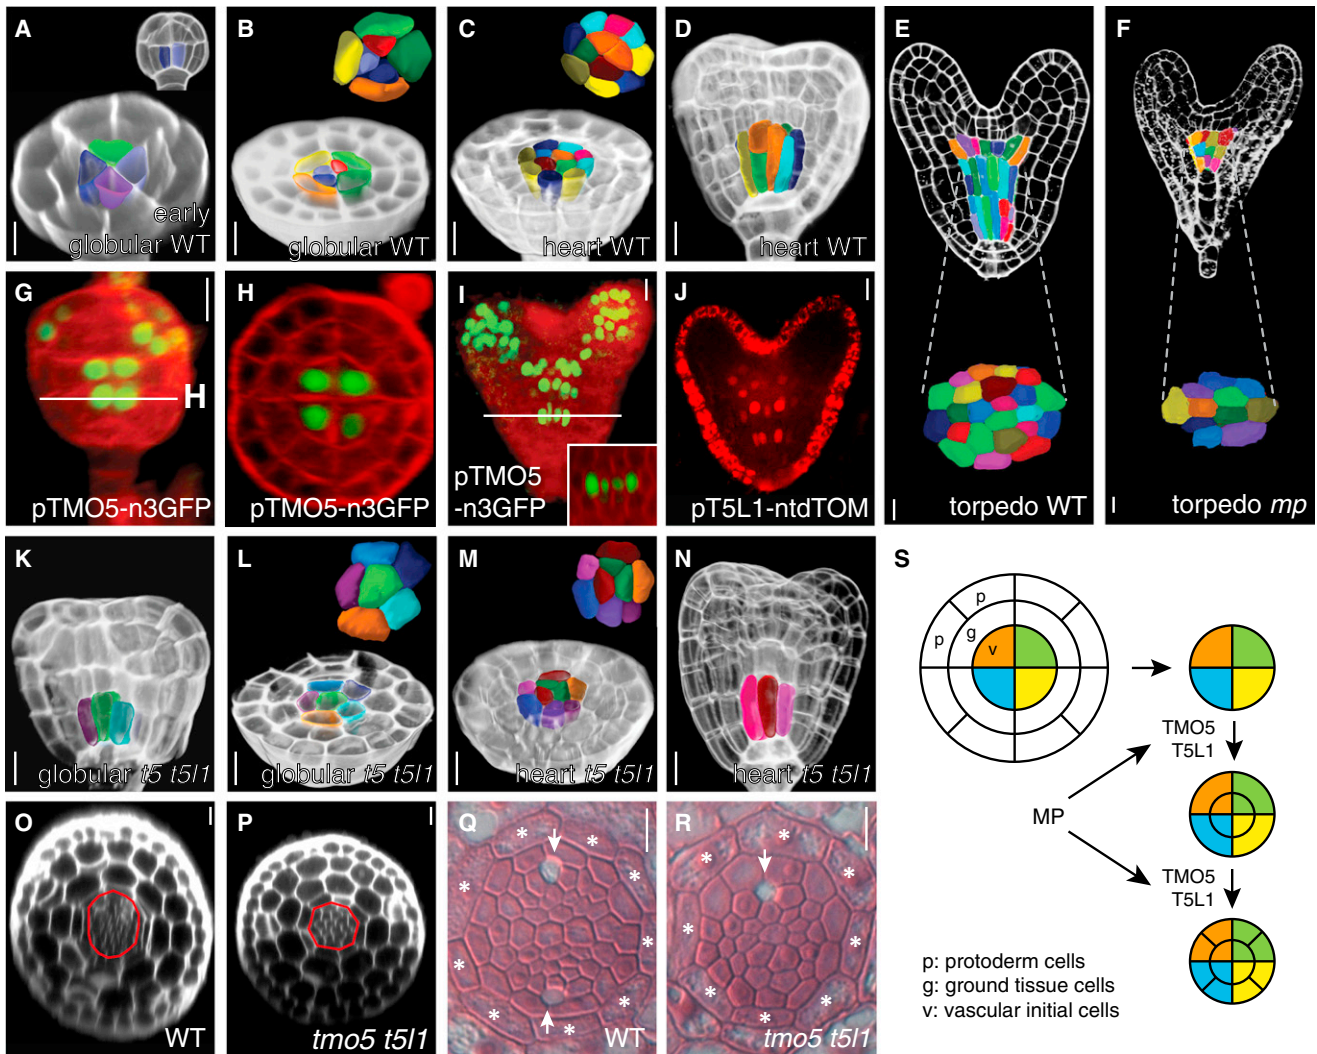 A
early
globular WT
B
globular WT
C
heart WT
D
heart WT
E
torpedo WT
F
torpedo mp
G
H
pTMO5-n3GFP
H
pTMO5-n3GFP
I
pTMO5
-n3GFP
J
pT5L1-ntdTOM
K
globular t5 t5l1
L
globular t5 t5l1
M
heart t5 t5l1
N
heart t5 t5l1
O
WT
P
tmo5 t5l1
Q
* * * * * * * *
WT
R
* * * * * * * *
tmo5 t5l1
S
p
p
g
v
TMO5
T5L1
MP
TMO5
T5L1
p: protoderm cells
g: ground tissue cells
v: vascular initial cells